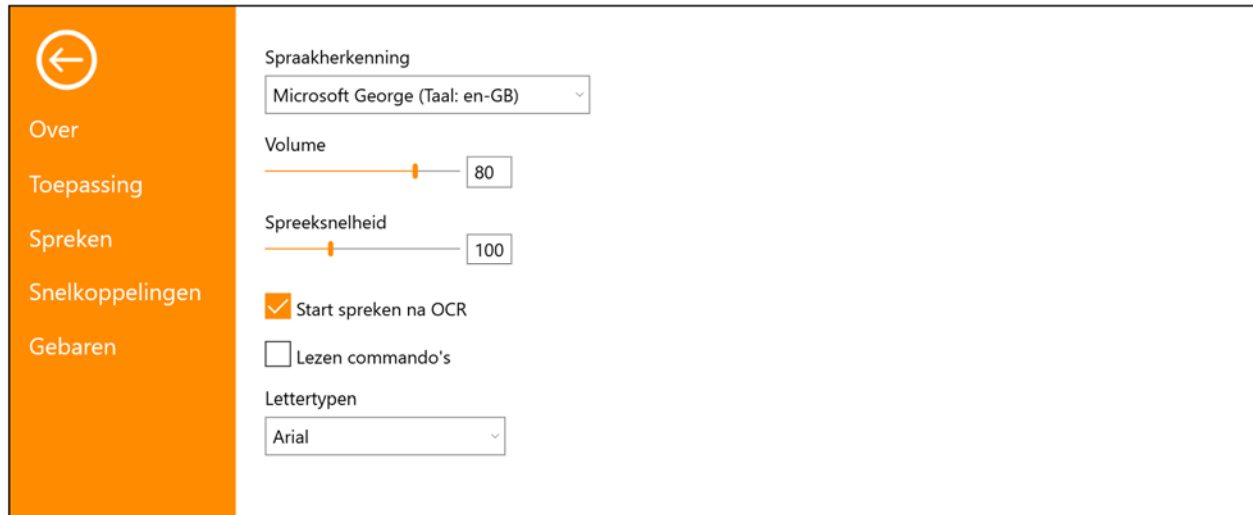 Over
Toepassing
Spreken
Snelkoppelingen
Gebaren
Spraakherkenning
Microsoft George (Taal: en-GB)
Volume
80
Spreeksnelheid
100
Start spreken na OCR
Lezen commando's
Lettertypen
Arial